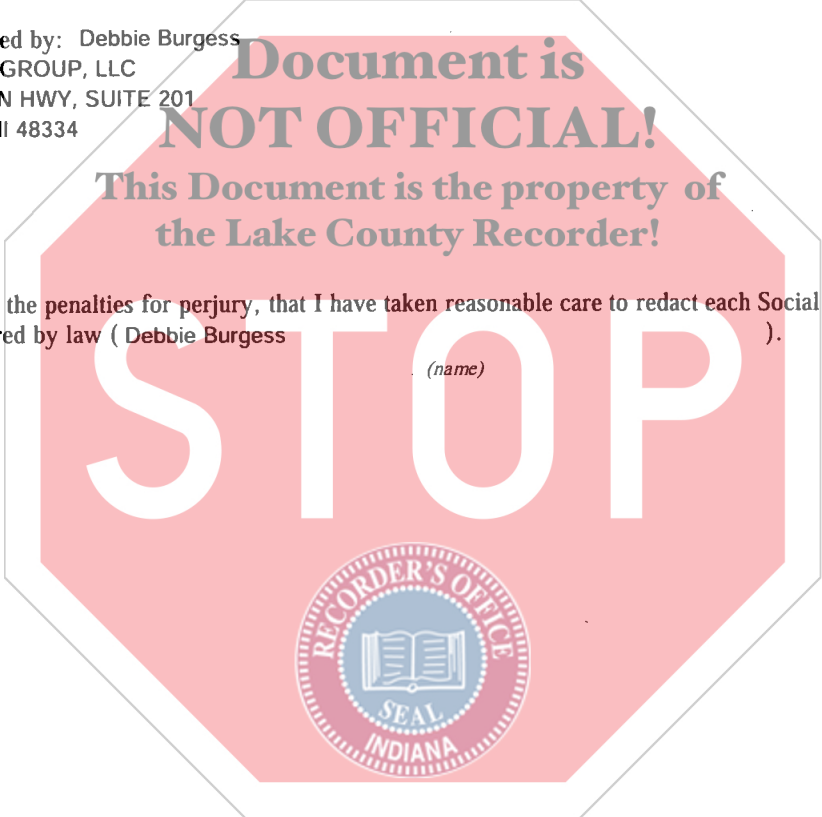 ed by: Debbie Burgess
GROUP, LLC
N HWY, SUITE 201
MI 48334
Document is
NOT OFFICIAL!
This Document is the property of
the Lake County Recorder!
the penalties for perjury, that I have taken reasonable care to redact each Social
ed by law ( Debbie Burgess ).
(name)
STOP
RECORDER'S OFFICE
SEAL
INDIANA